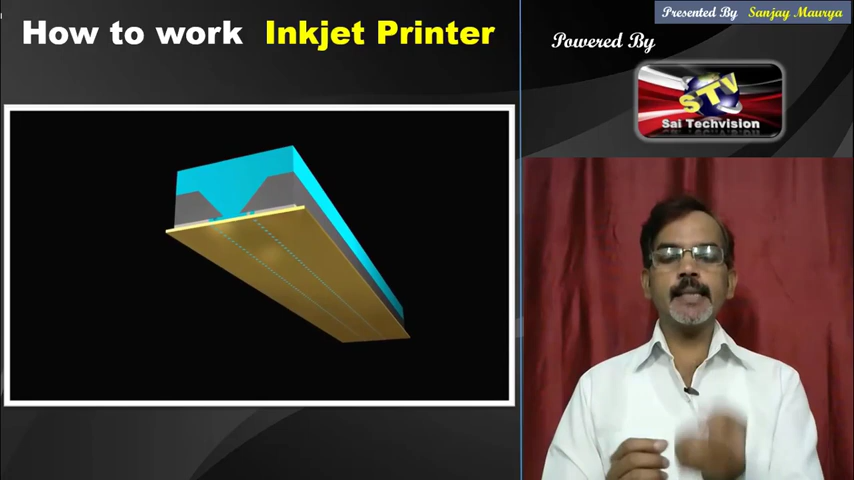 How to work Inkjet Printer
Presented By Sanjay Maurya
Powered By
STV
Sai Techvision